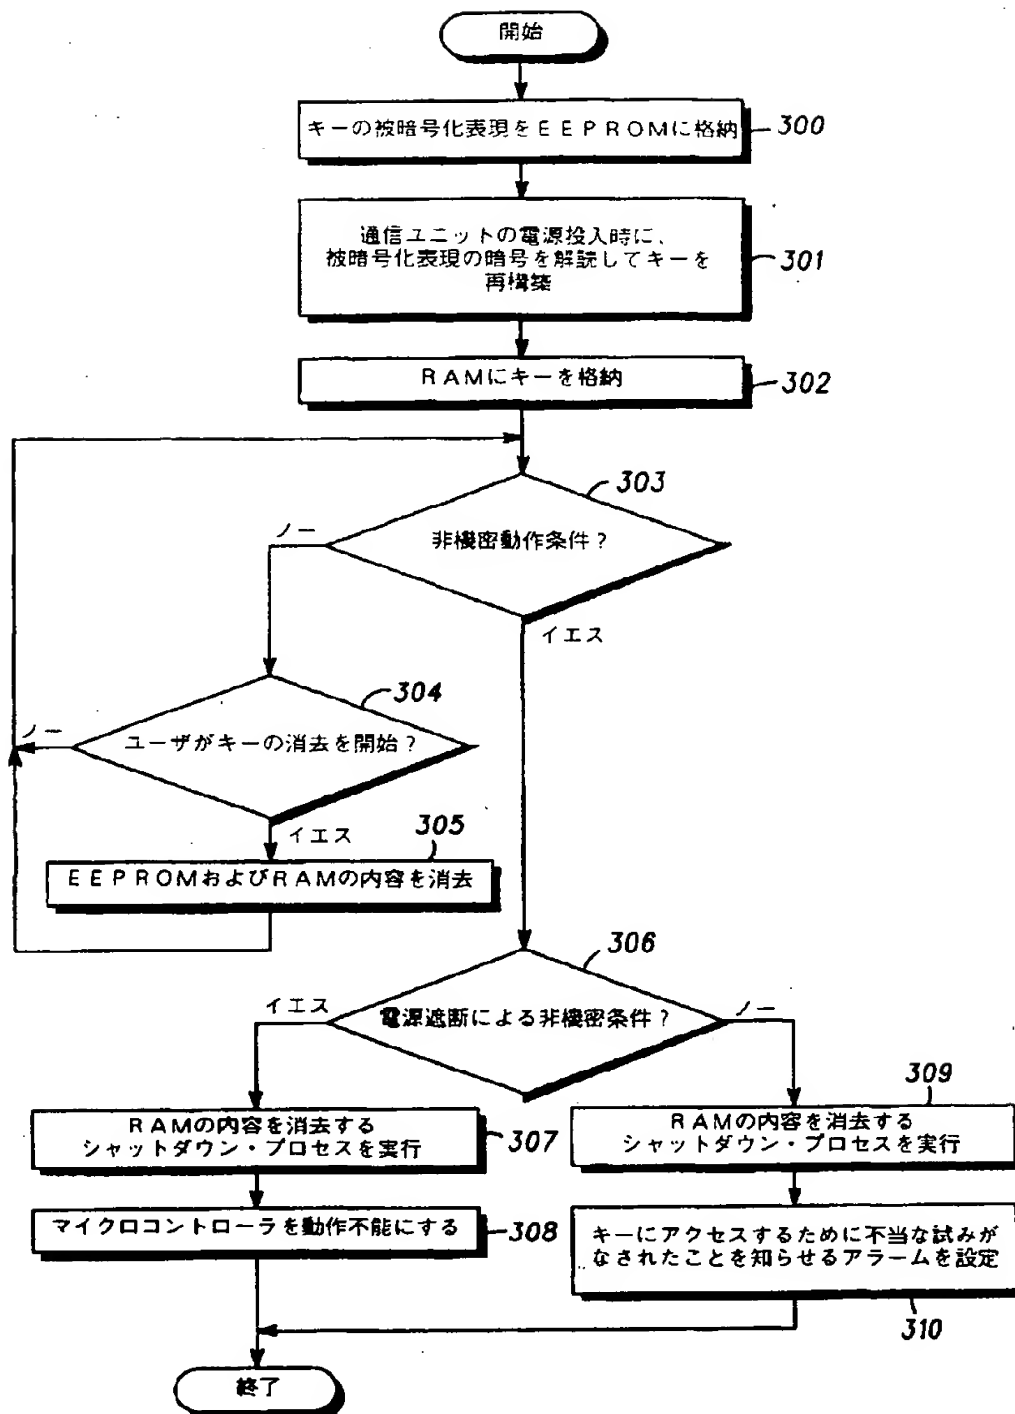 開始
キーの被暗号化表現をEEPROMに格納
300
通信ユニットの電源投入時に、
被暗号化表現の暗号を解読してキーを
再構築
301
RAMにキーを格納
302
303
ノー
非機密動作条件？
イエス
304
ノー
ユーザがキーの消去を開始？
イエス
305
EEPROMおよびRAMの内容を消去
306
イエス
電源遮断による非機密条件？
ノー
RAMの内容を消去する
シャットダウン・プロセスを実行
307
309
RAMの内容を消去する
シャットダウン・プロセスを実行
マイクロコントローラを動作不能にする
308
キーにアクセスするために不当な試みが
なされたことを知らせるアラームを設定
310
終了